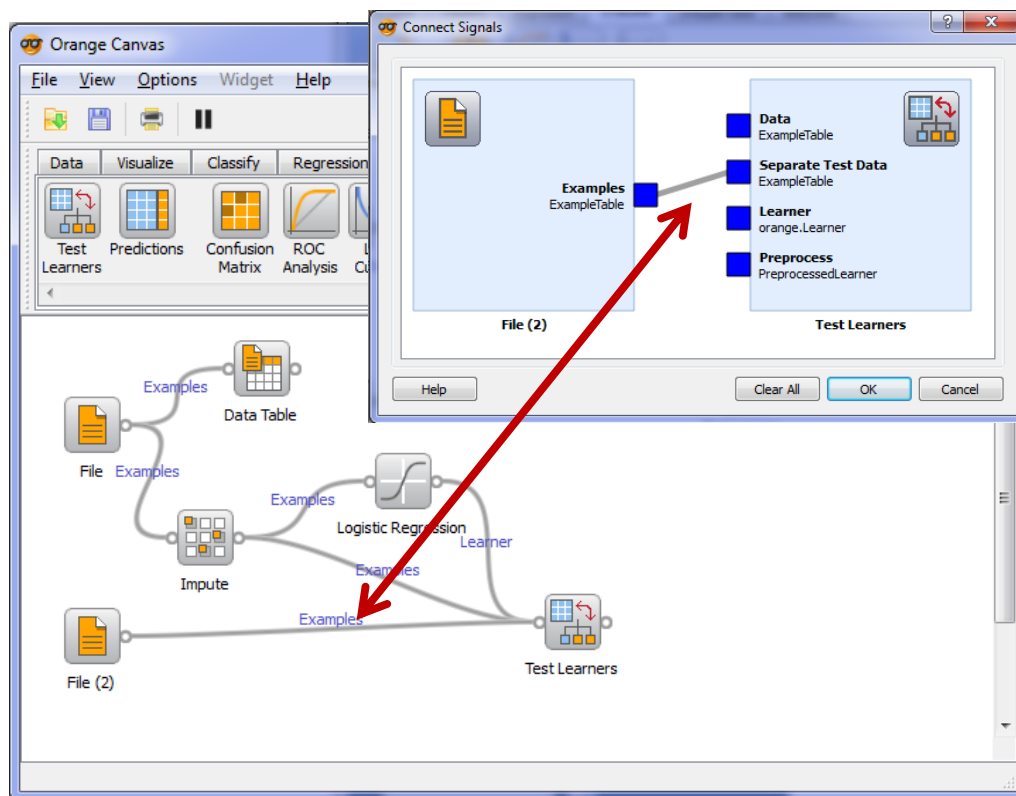 Orange Canvas
File View Options Widget Help
Data Visualize Classify Regression
Test Learners
Predictions
Confusion Matrix
ROC Analysis
Examples
Data Table
File
Examples
Examples
Logistic Regression
Learner
Impute
Examples
Examples
File (2)
Test Learners
Connect Signals
Examples
ExampleTable
Data
ExampleTable
Separate Test Data
ExampleTable
Learner
orange.Learner
Preprocess
PreprocessedLearner
File (2)
Test Learners
Help
Clear All
OK
Cancel